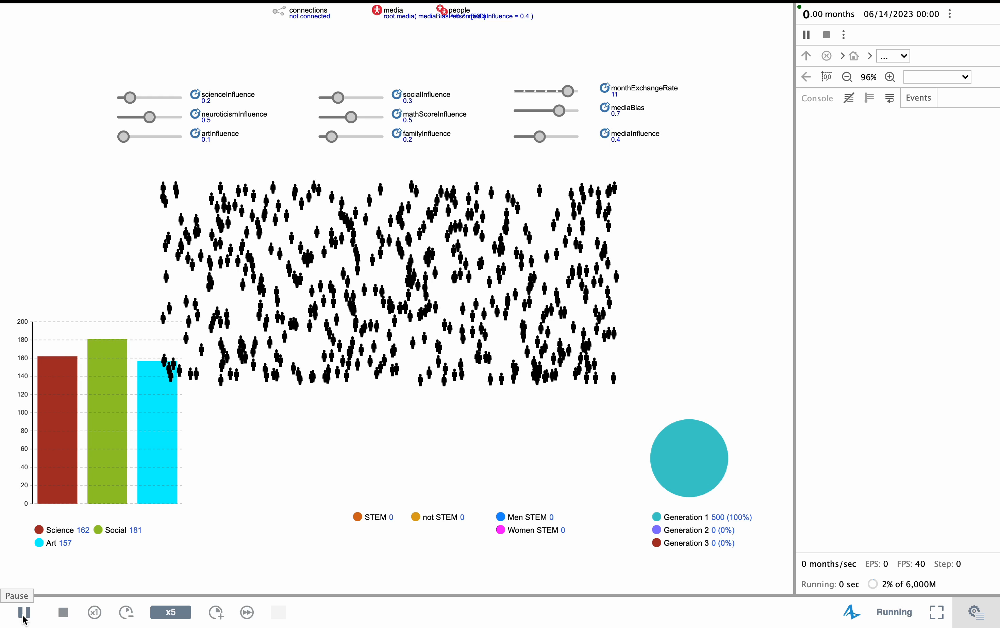 connections
not connected
media
root.media( mediaBias
people
Influence = 0.4 )
0.00 months 06/14/2023 00:00
...
96%
Console
Events
scienceInfluence
0.2
neuroticismInfluence
0.5
artInfluence
0.1
socialInfluence
0.3
mathScoreInfluence
0.5
familyInfluence
0.2
monthExchangeRate
11
mediaBias
0.7
mediaInfluence
0.4
200
180
160
140
120
100
80
60
40
20
0
Science 162 Social 181
Art 157
STEM 0 not STEM 0
Men STEM 0
Women STEM 0
Generation 1 500 (100%)
Generation 2 0 (0%)
Generation 3 0 (0%)
0 months/sec EPS: 0 FPS: 40 Step: 0
Running: 0 sec 2% of 6,000M
Pause
x1
x5
Running